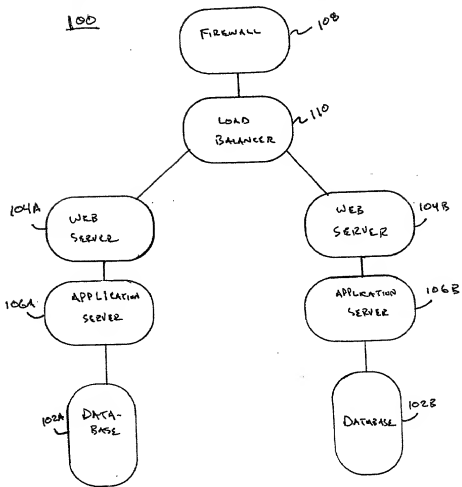 100
FIREWALL
108
LOAD
BALANCER
110
104A
WEB
SERVER
WEB
SERVER
104B
106A
APPLICATION
SERVER
APPLICATION
SERVER
106B
102A
DATA-
BASE
DATABASE
102B